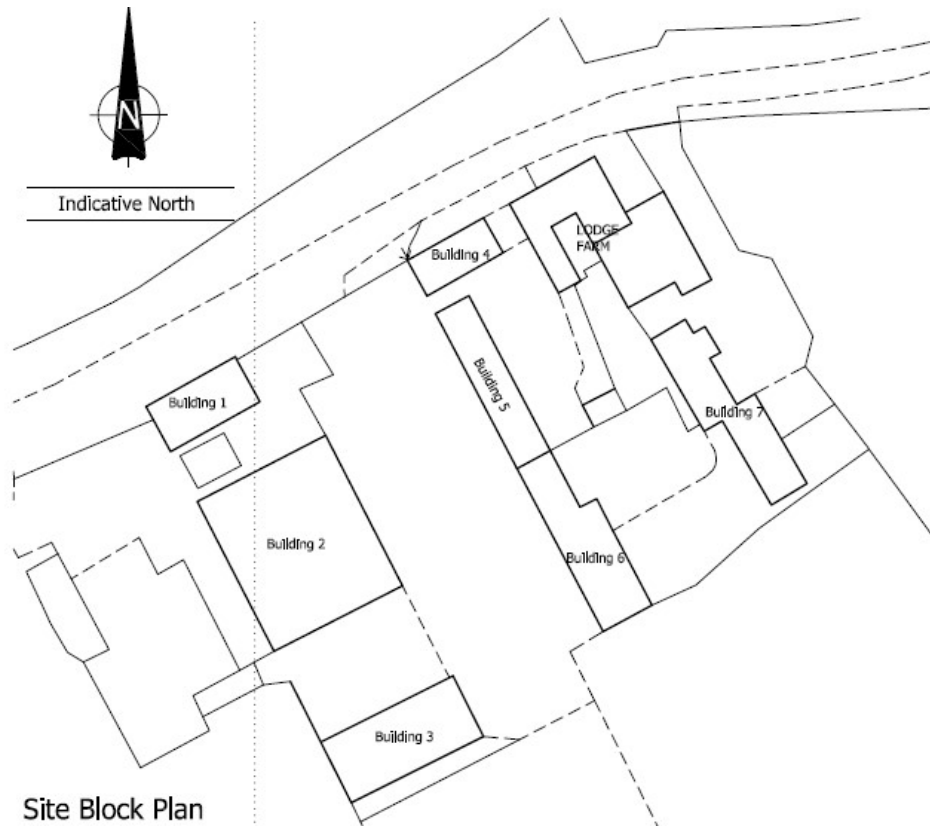 N
Indicative North
LODGE
FARM
Building 4
Building 5
Building 1
Building 7
Building 2
Building 6
Building 3
Site Block Plan